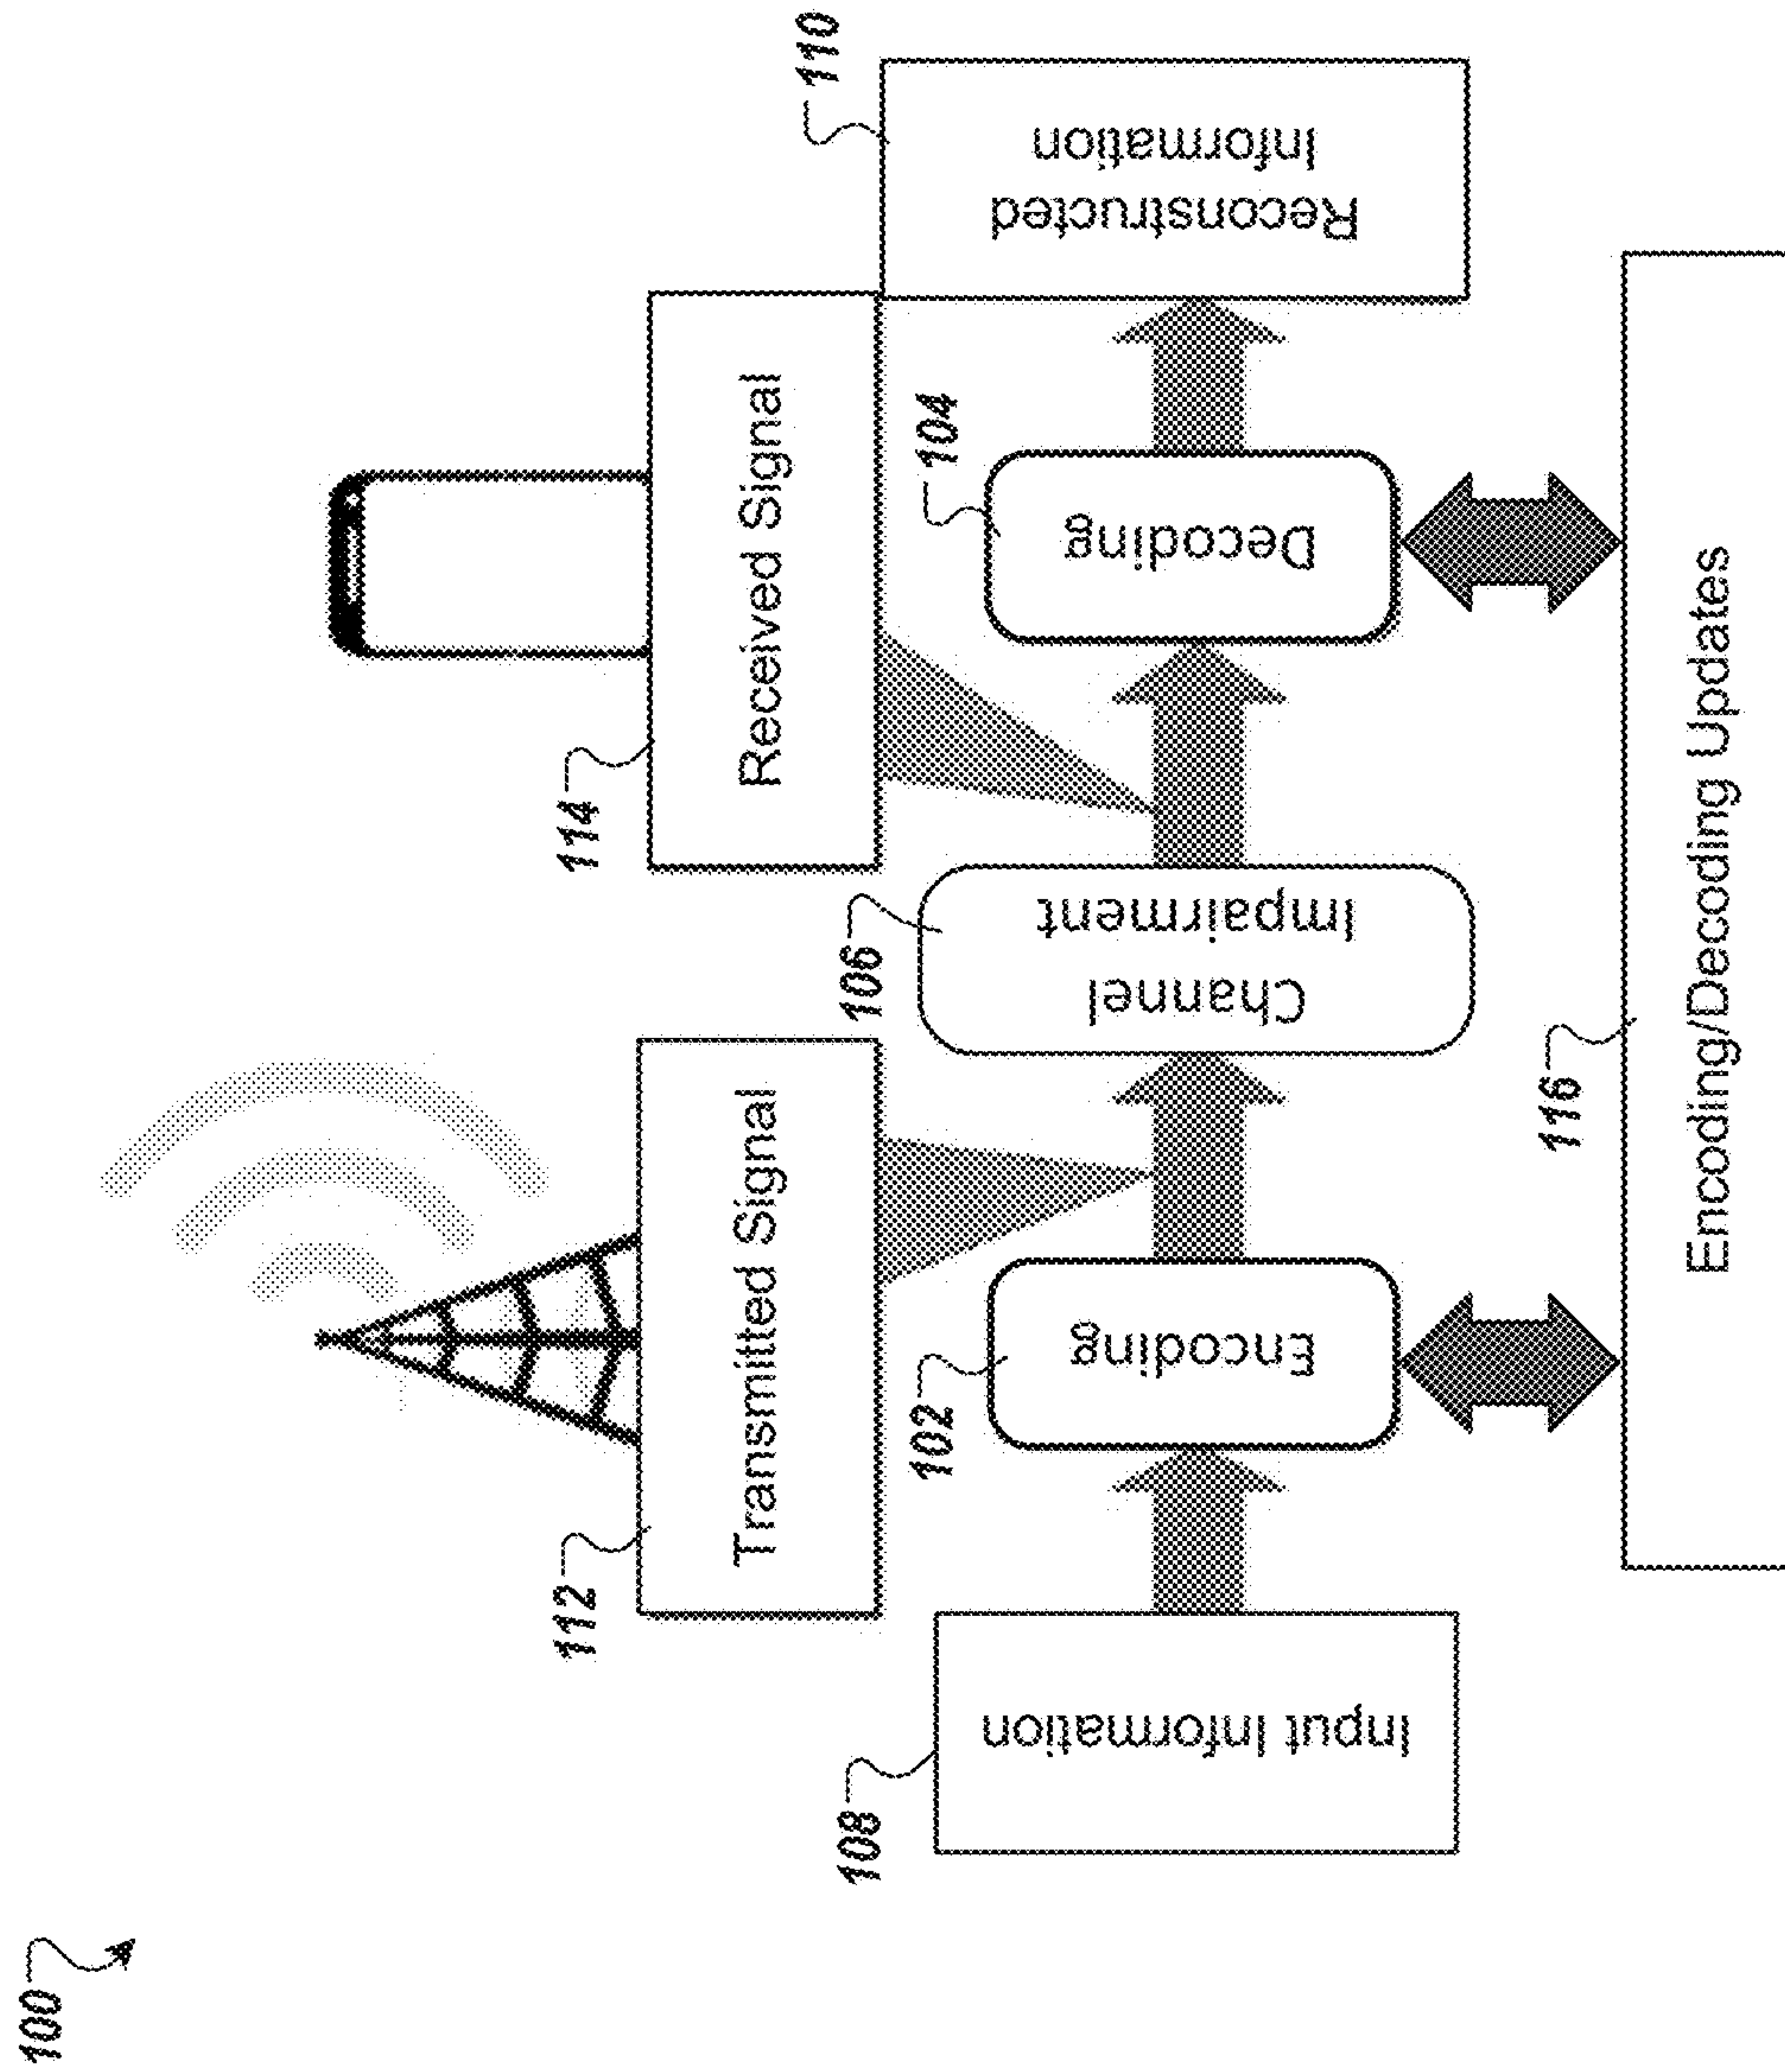 100
112
Transmitted Signal
114
Received Signal
108
Input Information
102
Encoding
106
Channel
Impairment
104
Decoding
110
Reconstructed
Information
116
Encoding/Decoding Updates